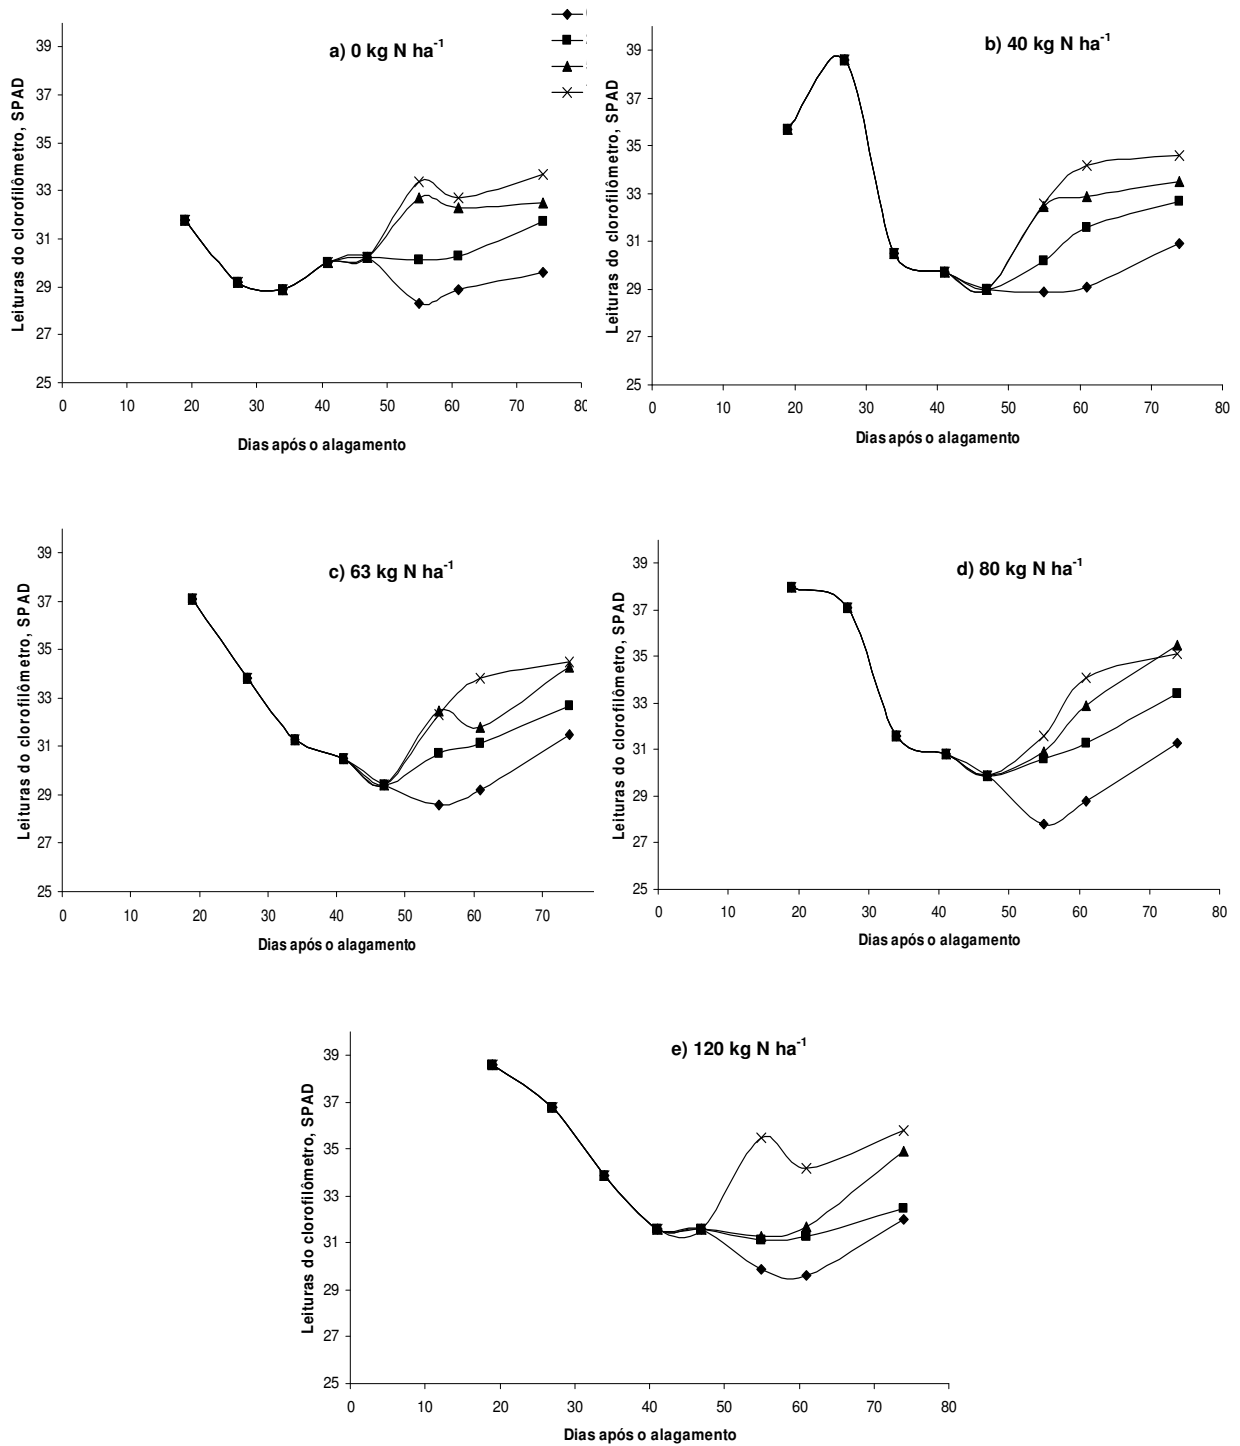 a) 0 kg N ha⁻¹
39
37
35
33
31
29
27
25
0 10 20 30 40 50 60 70 80
Leituras do clorofilômetro, SPAD
Dias após o alagamento
b) 40 kg N ha⁻¹
39
37
35
33
31
29
27
25
0 10 20 30 40 50 60 70 80
Leituras do clorofilômetro, SPAD
Dias após o alagamento
c) 63 kg N ha⁻¹
39
37
35
33
31
29
27
25
0 10 20 30 40 50 60 70
Leituras do clorofilômetro, SPAD
Dias após o alagamento
d) 80 kg N ha⁻¹
39
37
35
33
31
29
27
25
0 10 20 30 40 50 60 70 80
Leituras do clorofilômetro, SPAD
Dias após o alagamento
e) 120 kg N ha⁻¹
39
37
35
33
31
29
27
25
0 10 20 30 40 50 60 70 80
Leituras do clorofilômetro, SPAD
Dias após o alagamento